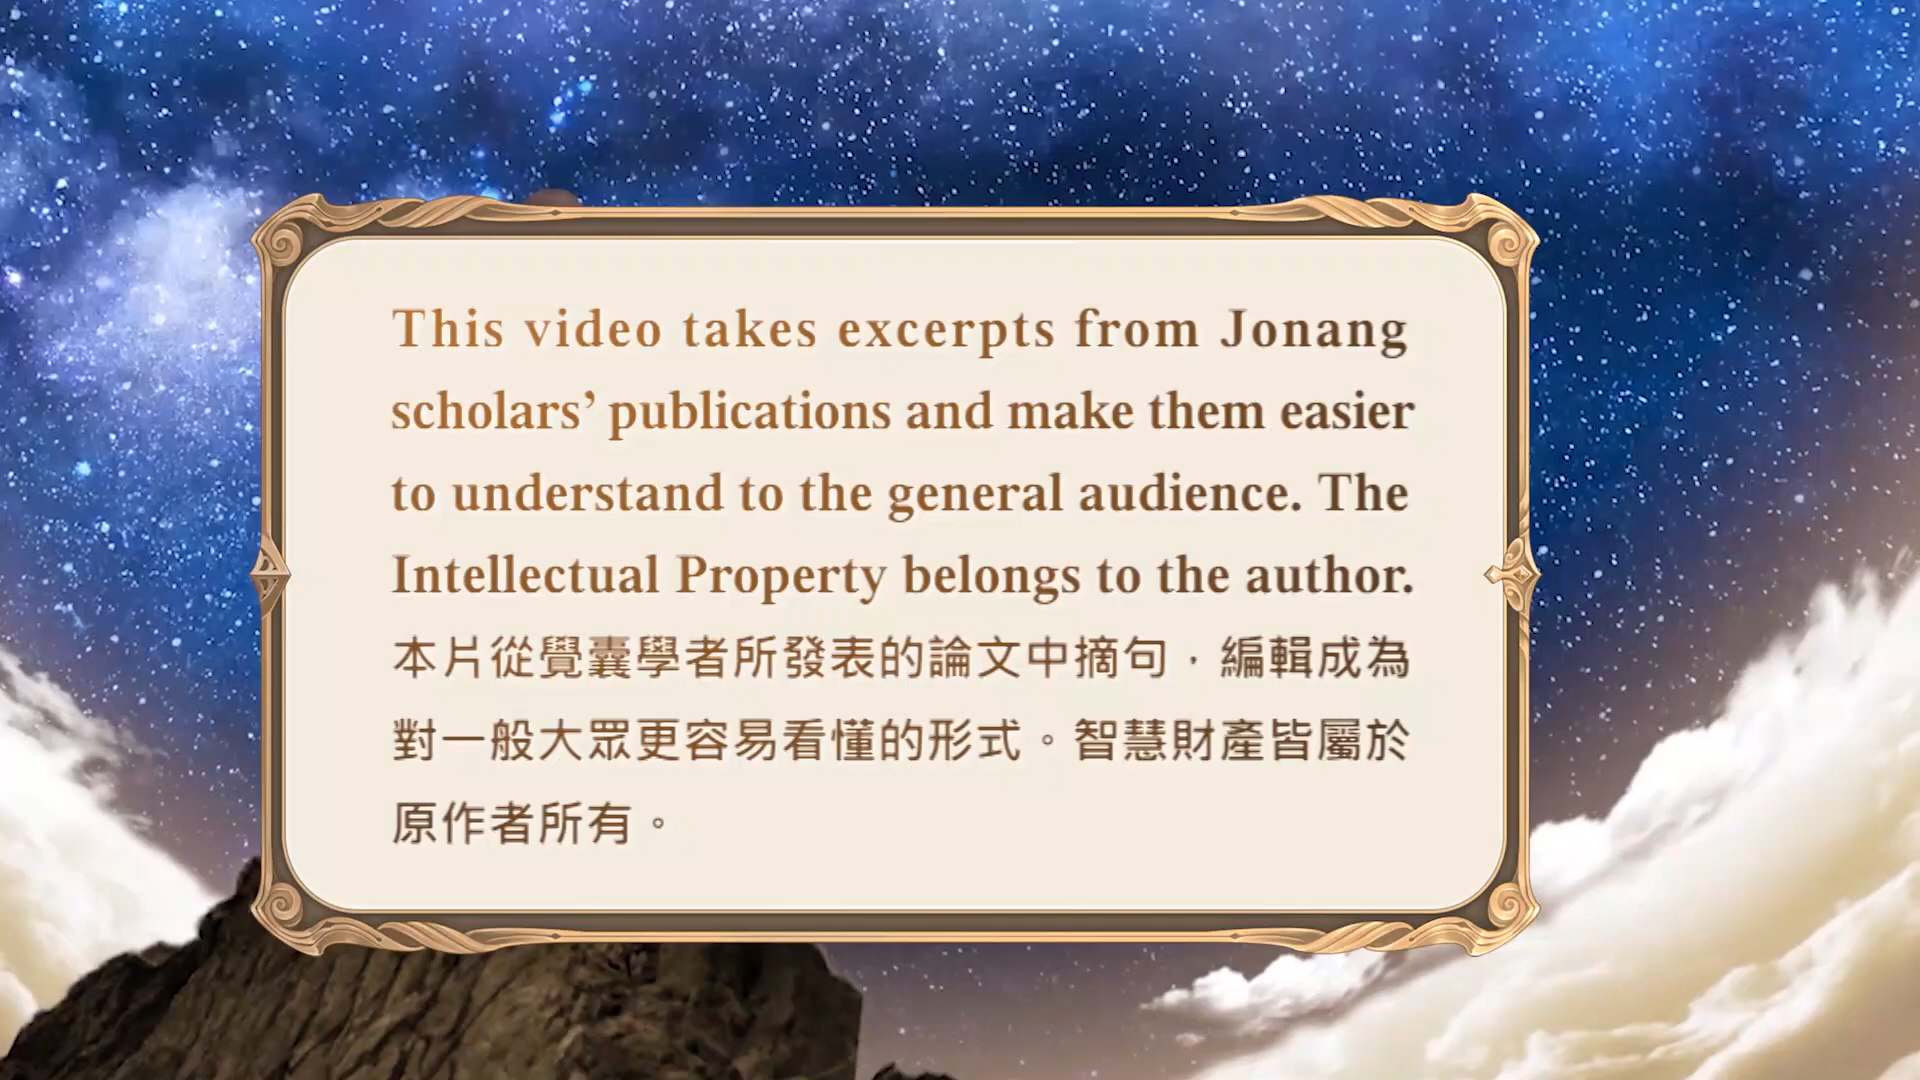 This video takes excerpts from Jonang
scholars’ publications and make them easier
to understand to the general audience. The
Intellectual Property belongs to the author.
本片從覺囊學者所發表的論文中摘句，編輯成為
對一般大眾更容易看懂的形式。智慧財產皆屬於
原作者所有。